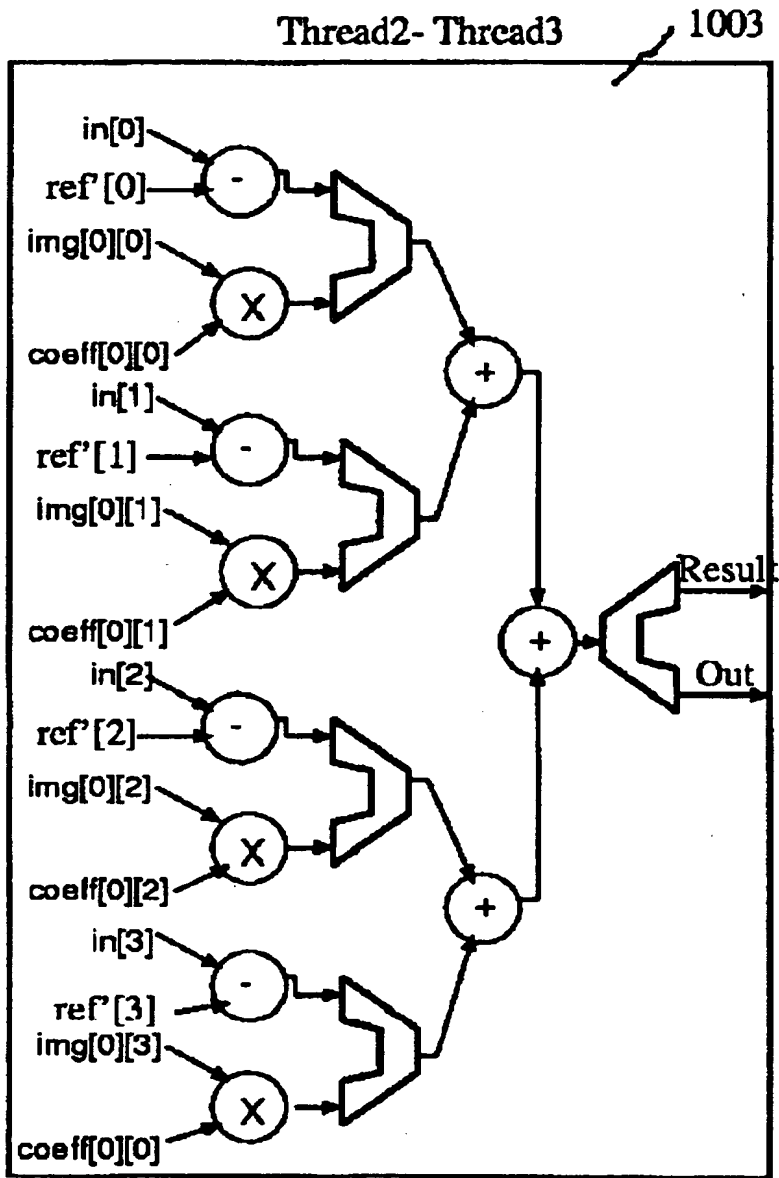 Thread2- Thread3
1003
in[0]
-
ref'[0]
img[0][0]
X
coeff[0][0]
+
in[1]
-
ref'[1]
img[0][1]
X
coeff[0][1]
Result
+
in[2]
Out
-
ref'[2]
img[0][2]
X
coeff[0][2]
+
in[3]
-
ref'[3]
img[0][3]
X
coeff[0][0]